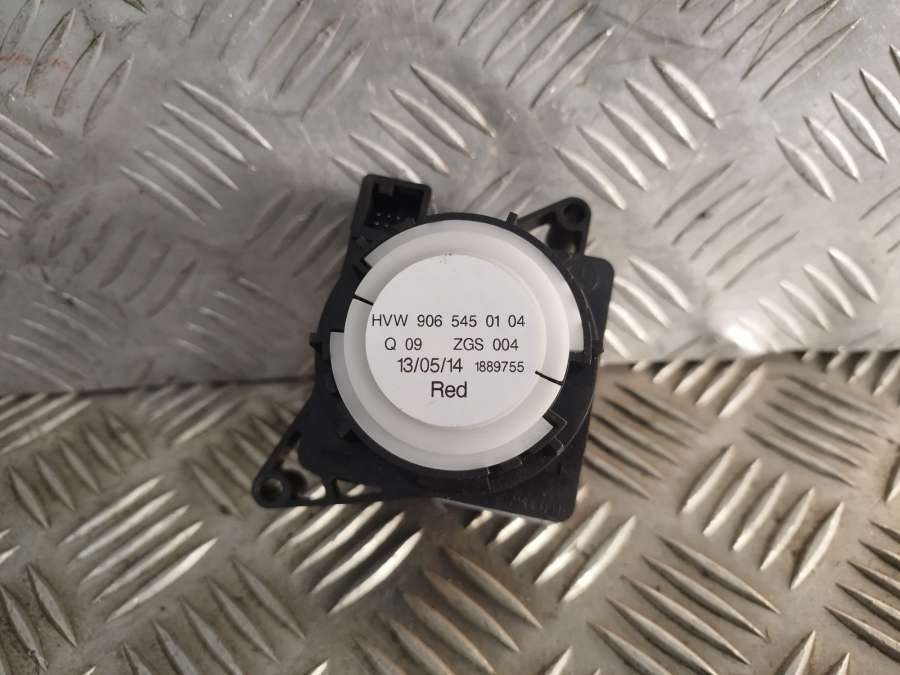 HVW 906 545 01 04
Q 09 ZGS 004
13/05/14 1889755
Red